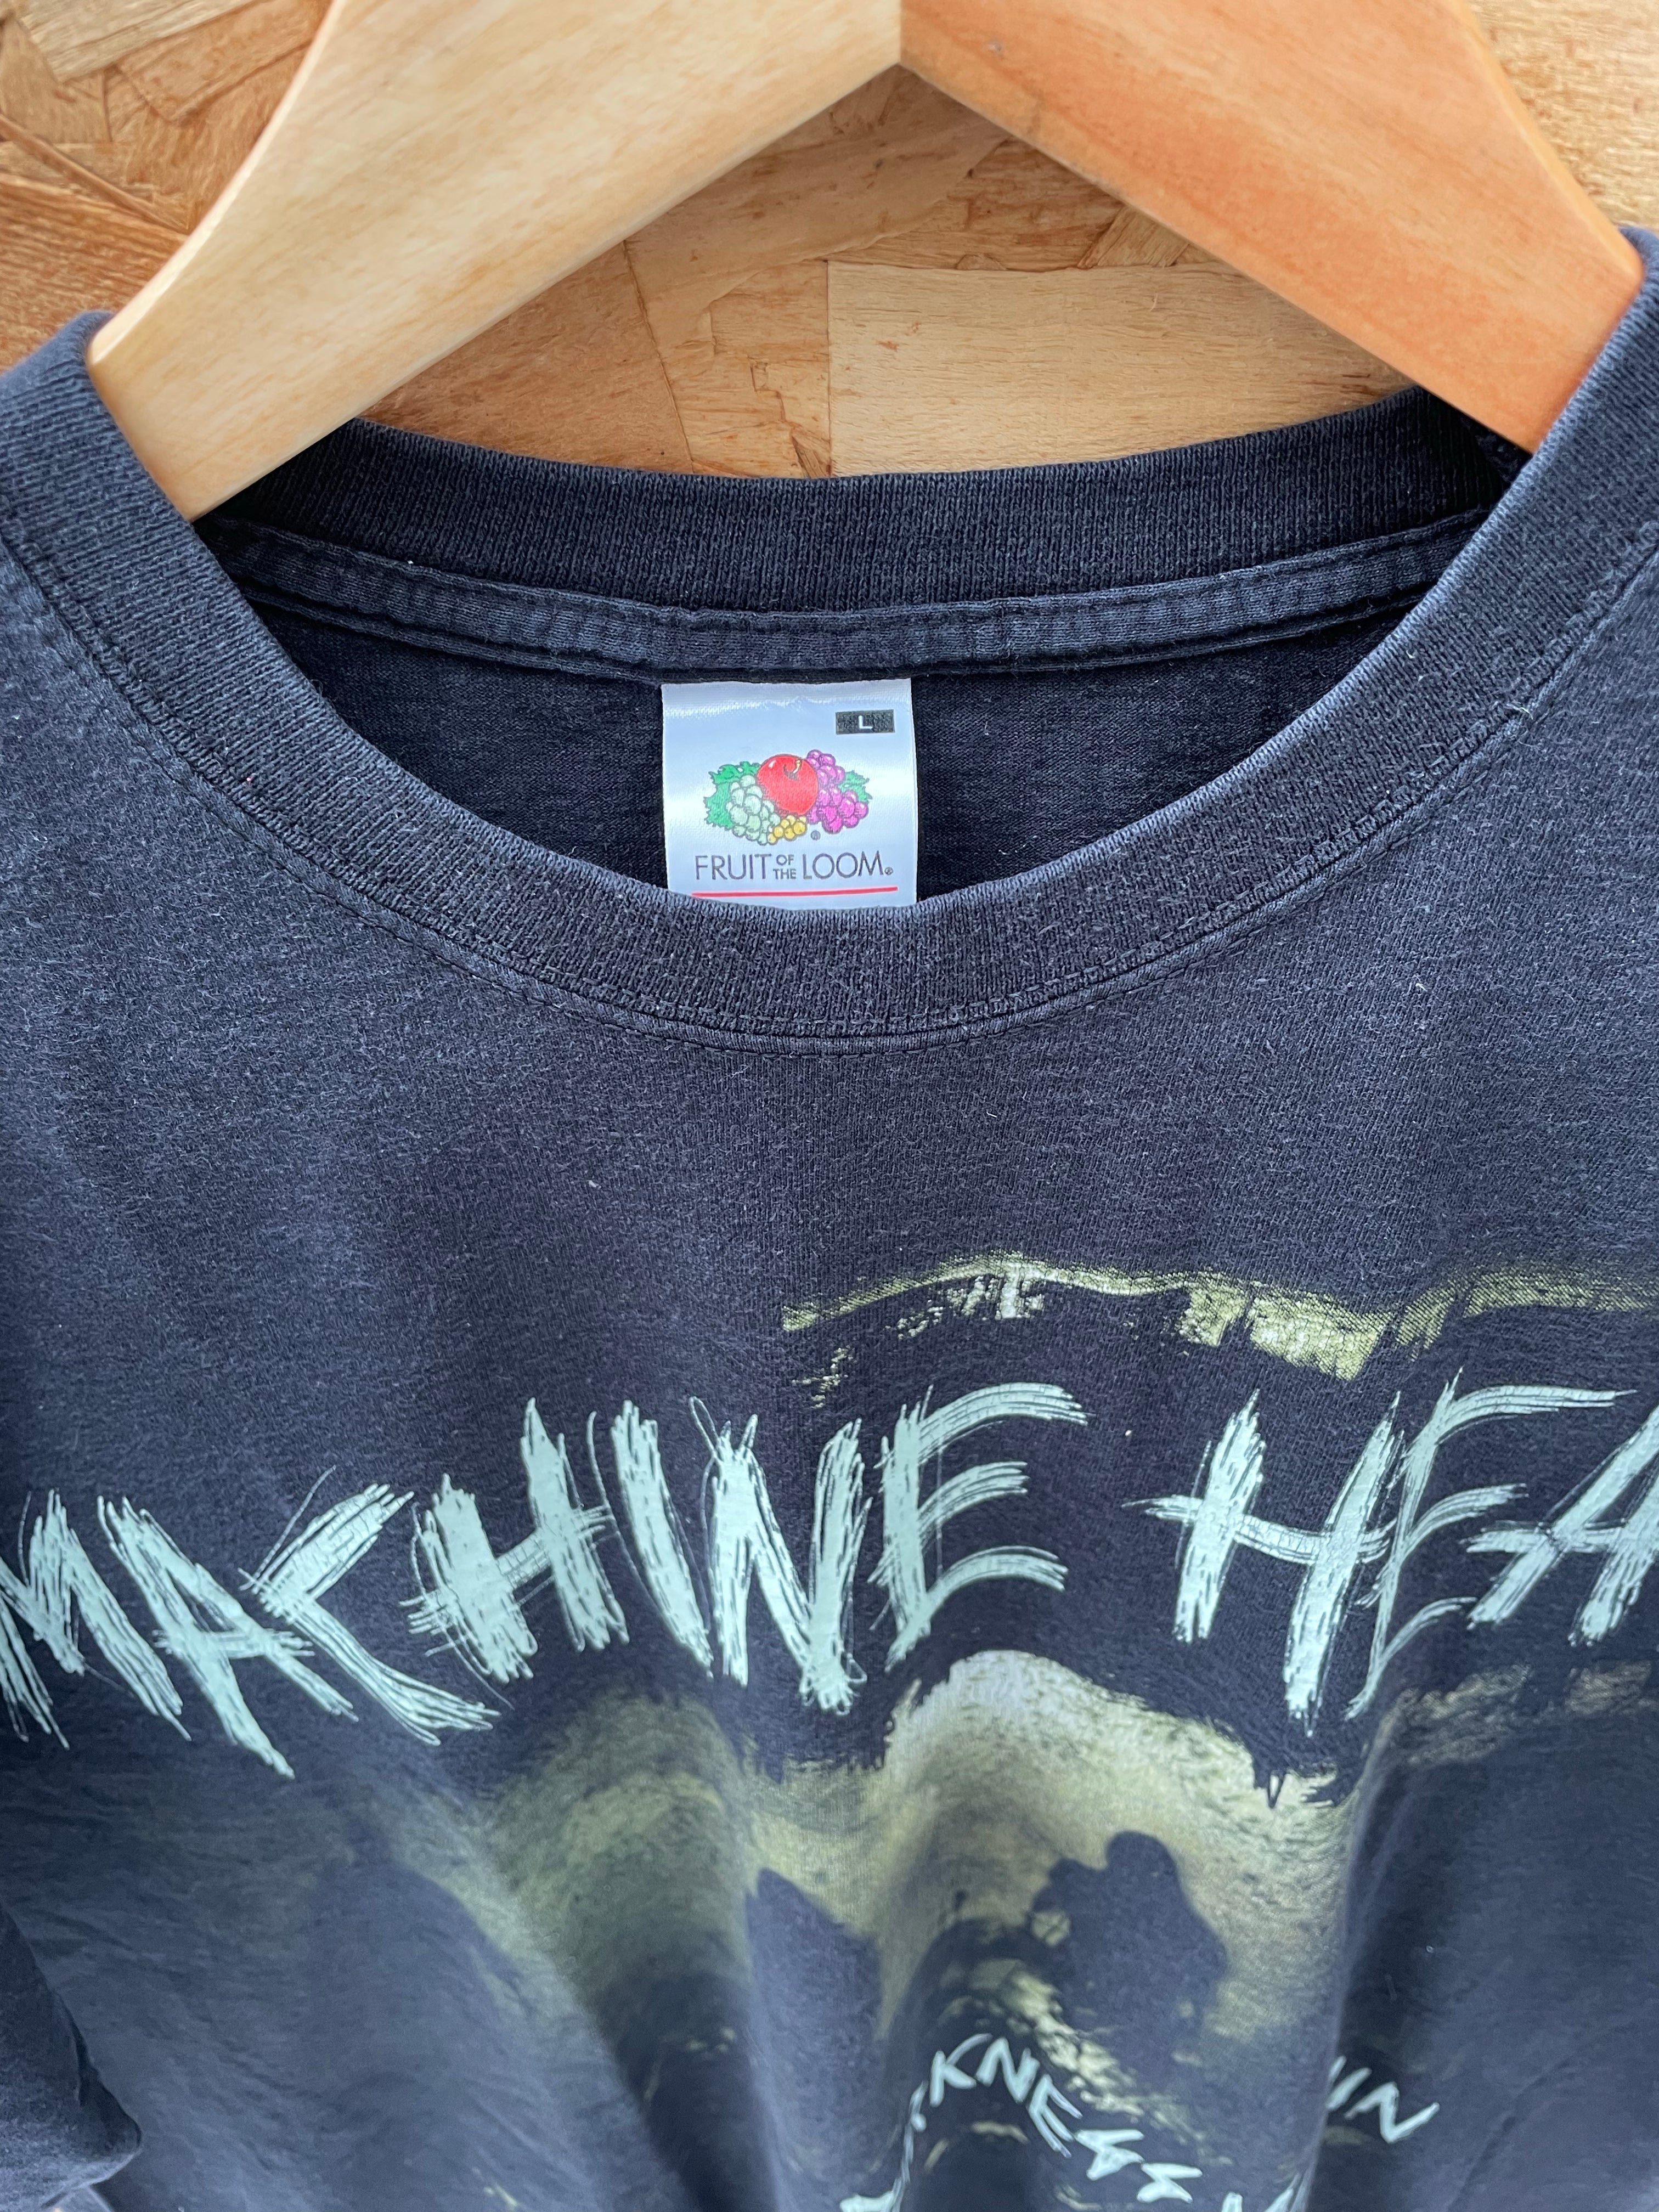 L
FRUIT OF THE LOOM®
MACHINE HEA